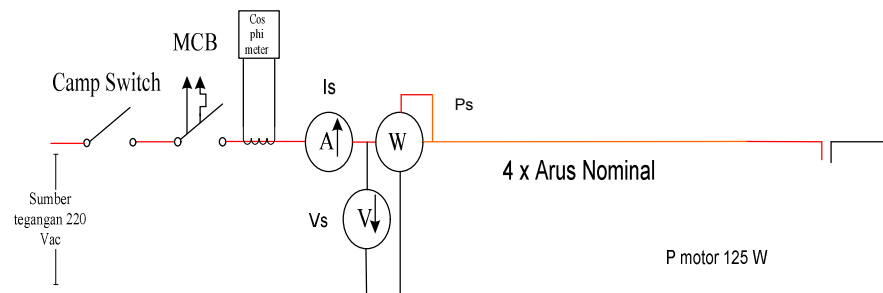 Cos
phi
meter
MCB
Camp Switch
Is
Ps
A
W
4 x Arus Nominal
Sumber
tegangan 220
Vac
Vs
V
P motor 125 W